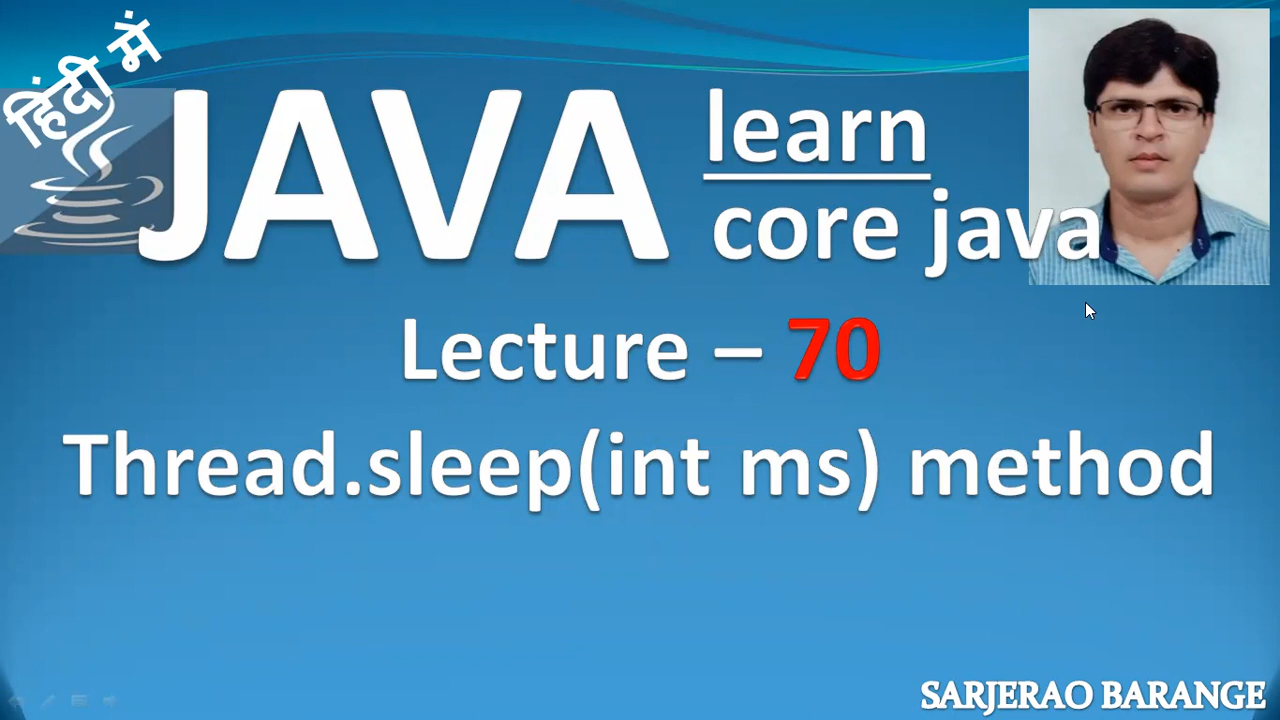 हिंदी में
JAVA
learn
core java
Lecture – 70
Thread.sleep(int ms) method
SARJERAO BARANGE